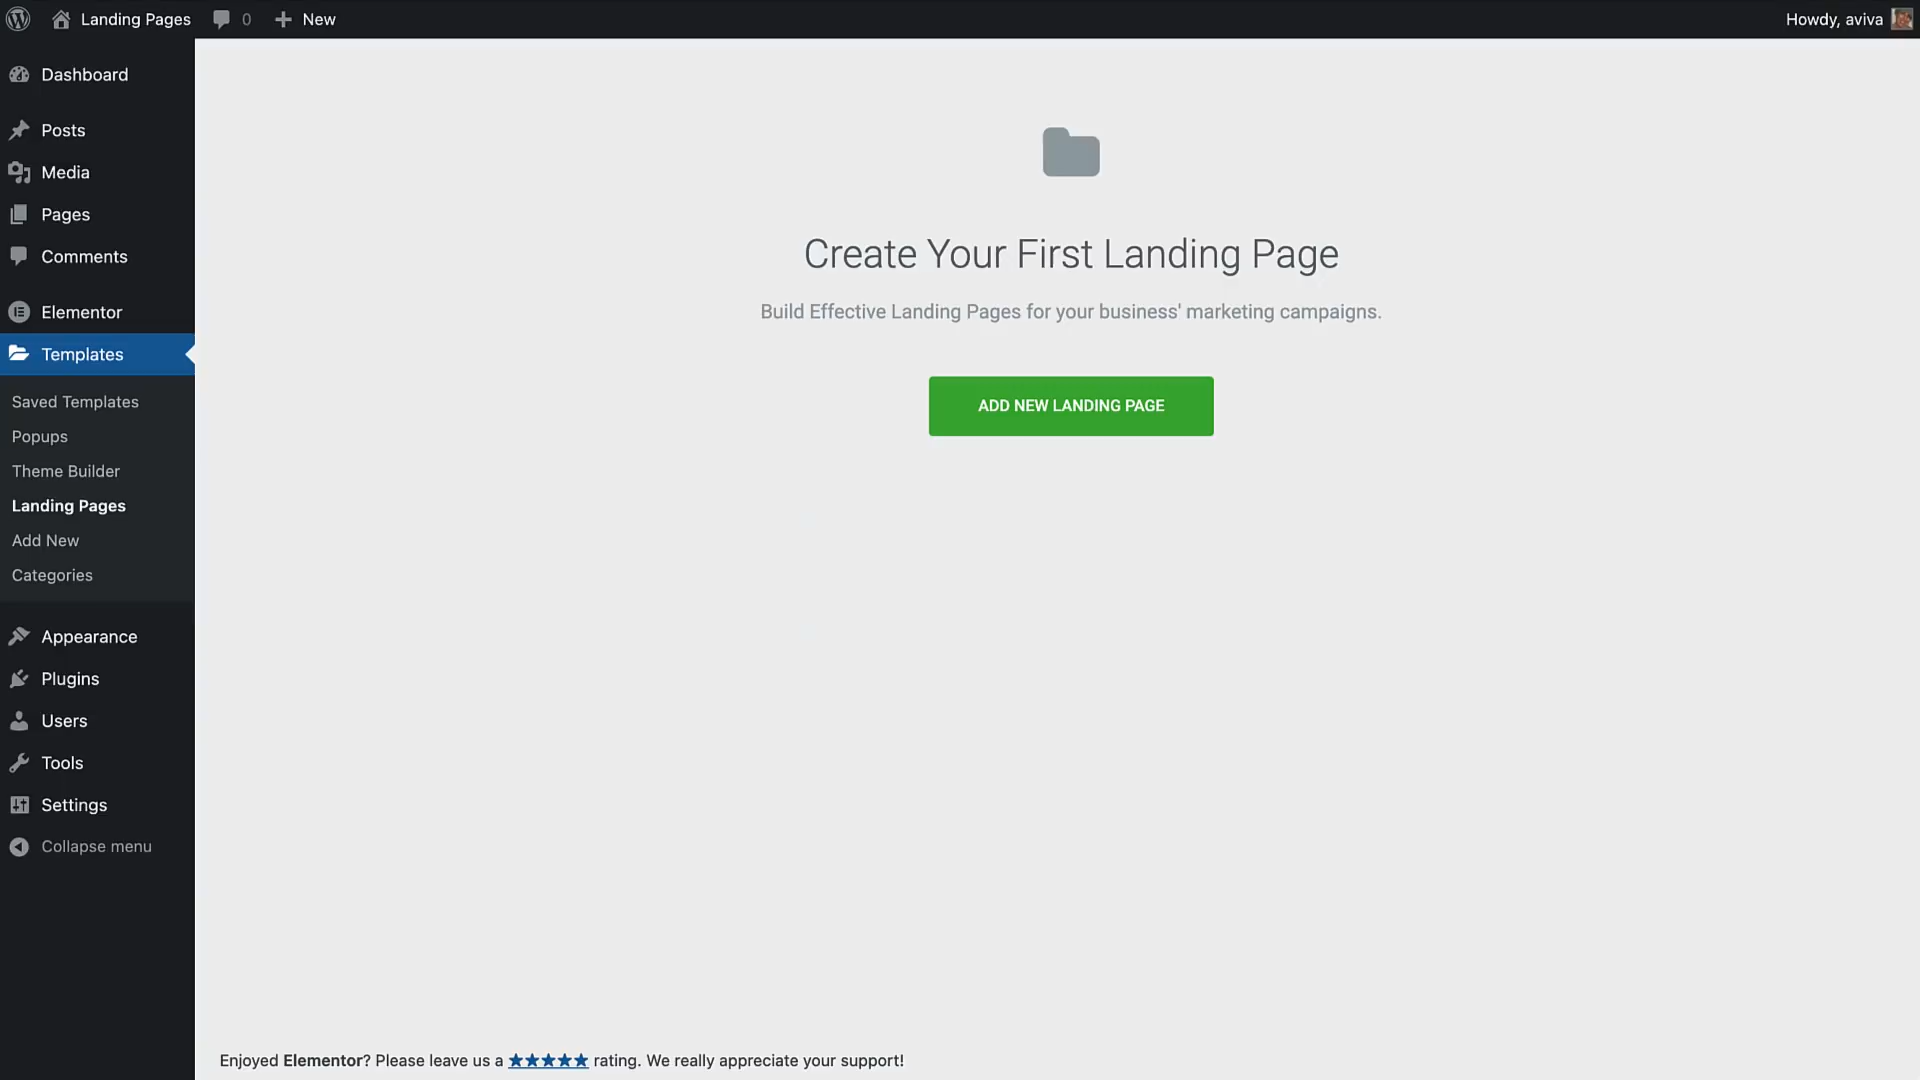 Landing Pages
0
New
Howdy, aviva
Dashboard
Posts
Media
Pages
Comments
Elementor
Templates
Saved Templates
Popups
Theme Builder
Landing Pages
Add New
Categories
Appearance
Plugins
Users
Tools
Settings
Collapse menu
Create Your First Landing Page
Build Effective Landing Pages for your business' marketing campaigns.
ADD NEW LANDING PAGE
Enjoyed Elementor? Please leave us a ★★★★★ rating. We really appreciate your support!